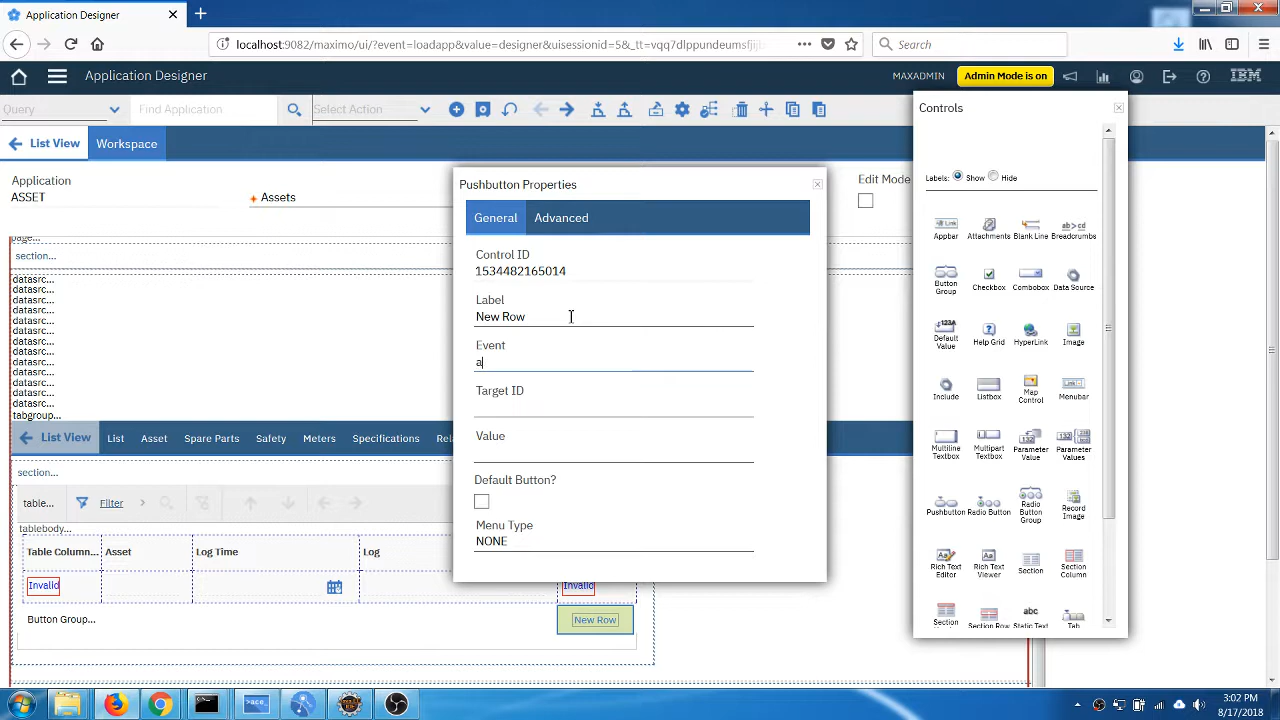 Application Designer
localhost:9082/maximo/ui/?event=loadapp&value=designer&uisessionid=5&_tt=vqq7dlppundeumsfjijl
Search
Application Designer
MAXADMIN
Admin Mode is on
IBM
Query
Find Application
Select Action
List View
Workspace
Application
ASSET
Assets
Edit Mode
page...
section...
datasrc...
datasrc...
datasrc...
datasrc...
datasrc...
datasrc...
datasrc...
datasrc...
datasrc...
datasrc...
datasrc...
datasrc...
datasrc...
tabgroup...
List View
List
Asset
Spare Parts
Safety
Meters
Specifications
section...
table...
Filter
tablebody...
Table Column...
Asset
Log Time
Log
Invalid
Invalid
Button Group...
New Row
Pushbutton Properties
General
Advanced
Control ID
1534482165014
Label
New Row
Event
a
Target ID
Value
Default Button?
Menu Type
NONE
Controls
Labels:
Show
Hide
Appbar
Attachments
Blank Line
Breadcrumbs
Button Group
Checkbox
Combobox
Data Source
Default Value
Help Grid
HyperLink
Image
Include
Listbox
Map Control
Menubar
Multiline Textbox
Multipart Textbox
Parameter Value
Parameter Values
Pushbutton
Radio Button
Radio Button Group
Record Image
Rich Text Editor
Rich Text Viewer
Section
Section Column
Section Row
Static Text
Tab
3:02 PM
8/17/2018